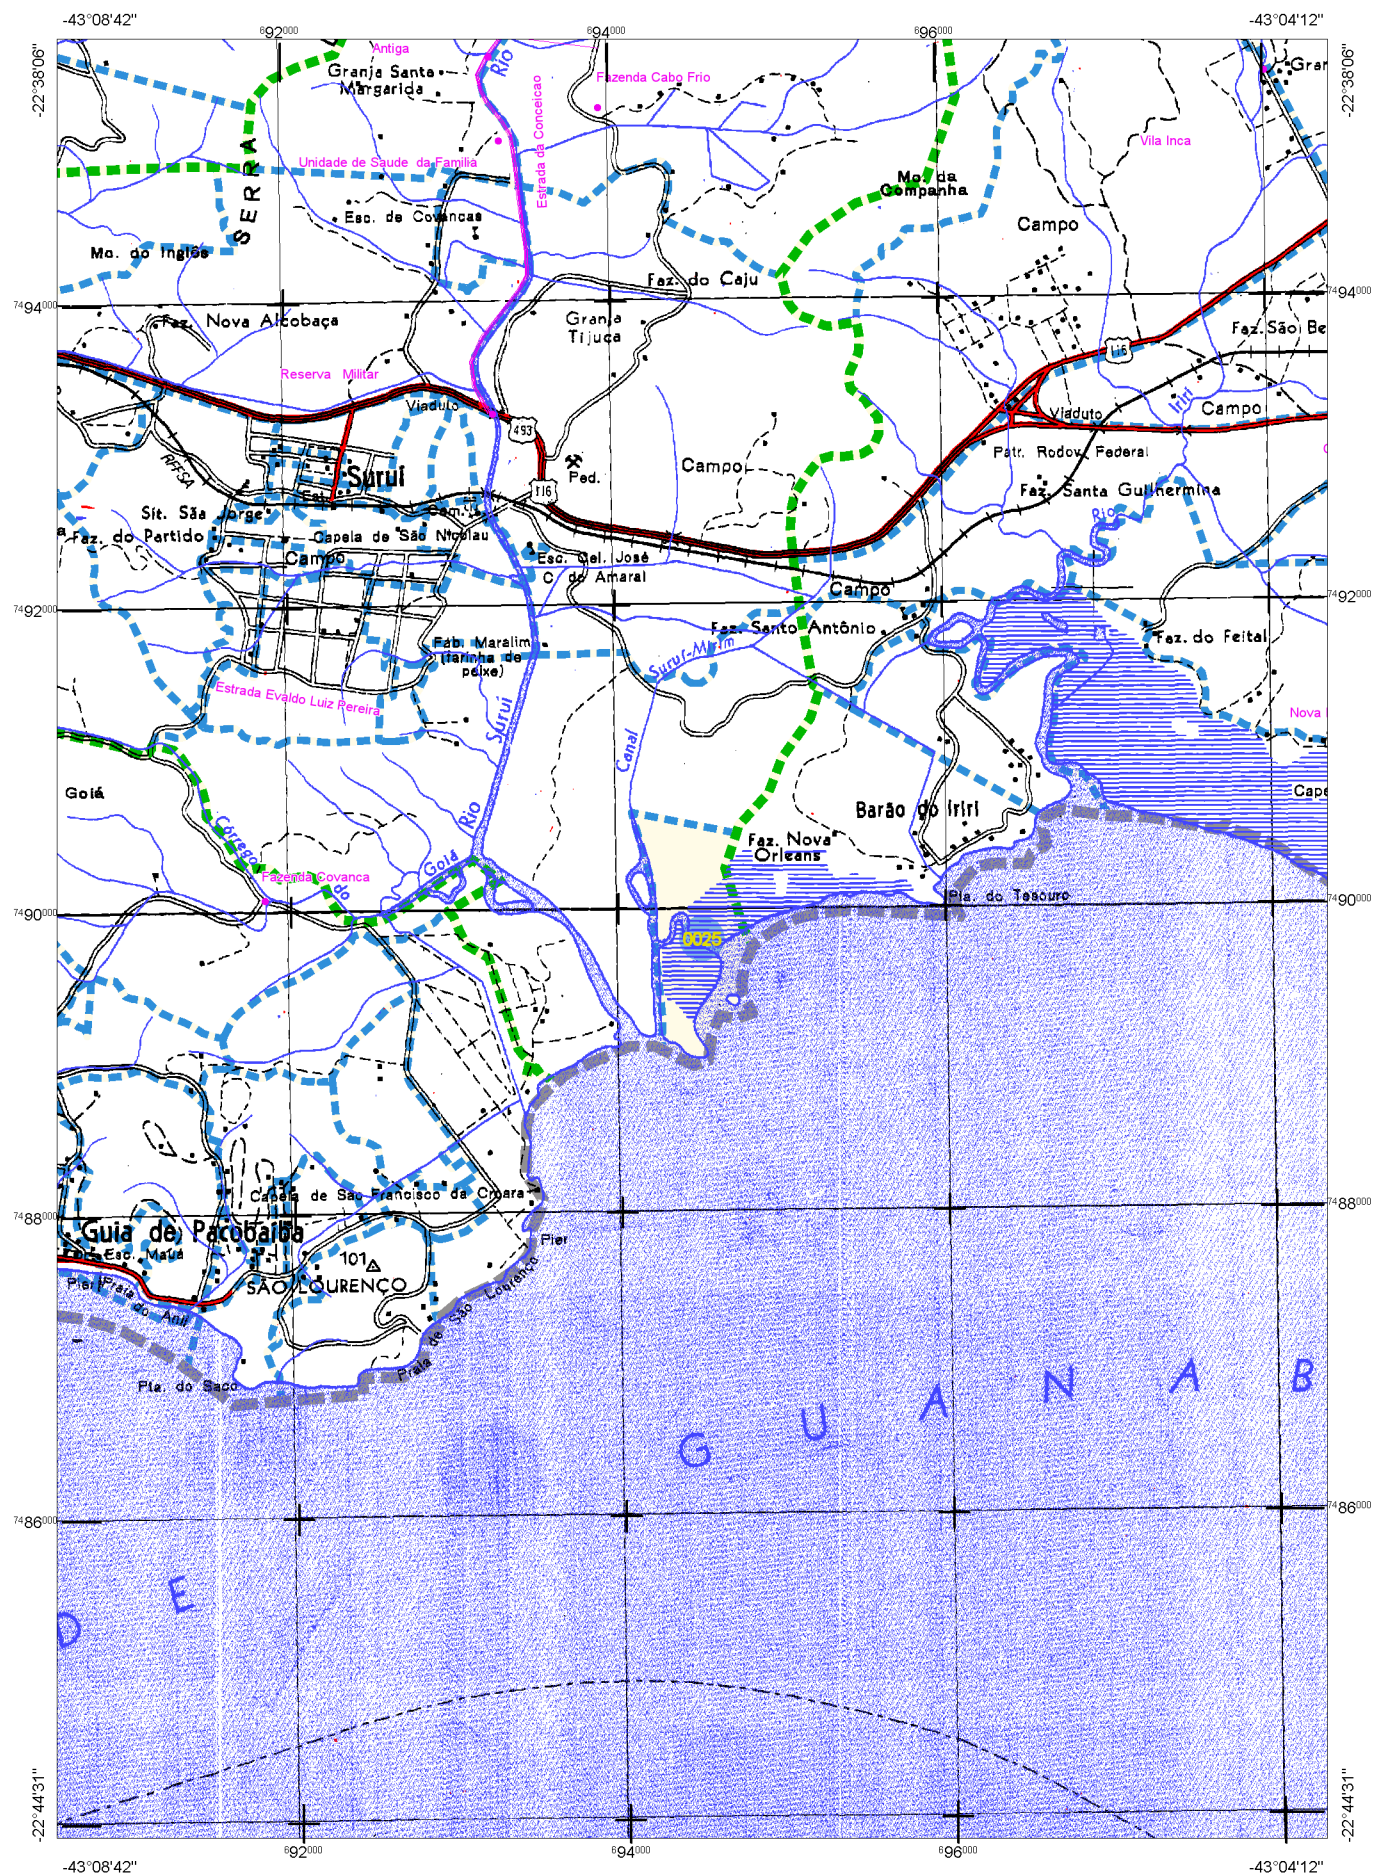 -43°08'42"
-43°04'12"
692000
694000
696000
-22°38'06"
-22°38'06"
Antiga
Rio
Granja Santa
Margarida
Fazenda Cabo Frio
Gran
Estrada da Conceicao
SERRA
Unidade de Saude da Familia
Vila Inca
Mo. da
Companha
Esc. de Covancas
Campo
Mo. do Inglês
Faz. do Caju
7494000
7494000
Faz. Nova Alcobaça
Granja
Tijuca
Faz. São Be
116
Reserva Militar
Viaduto
Iriri
Campo
Viaduto
493
Patr. Rodov. Federal
RFFSA
Suruí
Ped.
Campo
Est.
116
Faz. Santa Guilhermina
Sít. São Jorge
Cem.
Rio
a
Faz. do Partido
Capela de São Nicolau
Campo
Esc. Cel. José
C. do Amaral
Campo
7492000
7492000
Faz. Santo Antônio
Faz. do Feital
Fáb. Maralim
(farinha de
peixe)
Suruí-Mirim
Estrada Evaldo Luiz Pereira
Suruí
Nova
Canal
Goiá
Cape
Rio
Barão do Iriri
Córrego
do
Goiá
Faz. Nova
Orleans
Fazenda Covanca
Pta. do Tesouro
7490000
7490000
0025
Capela de São Francisco da Croara
7488000
7488000
Guia de Pacobaíba
Esc. Mauá
Pier
101
SÃO LOURENÇO
Pier
Praia do Anil
Praia de São Lourenço
Pta. do Saco
G U A N A B
7486000
7486000
D E
-22°44'31"
-22°44'31"
692000
694000
696000
-43°08'42"
-43°04'12"